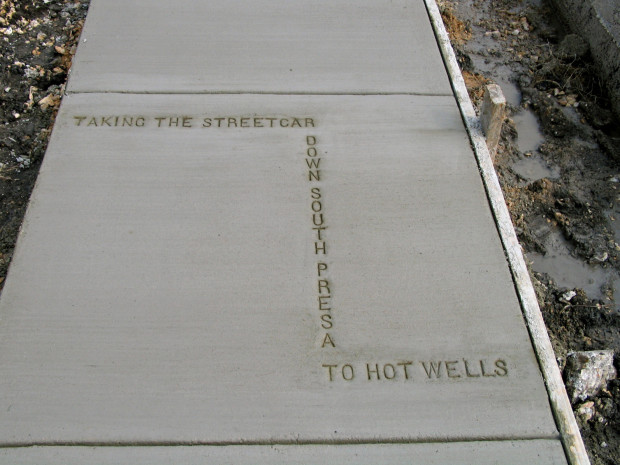 TAKING THE STREETCAR
DOWN SOUTH PRESA
TO HOT WELLS